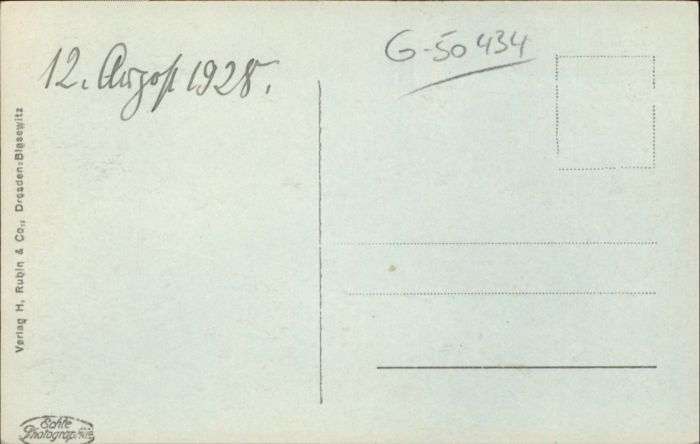 12. August 1928.
G-50434
Verlag H. Rubin & Co., Dresden=Blasewitz
Echte
Photographie